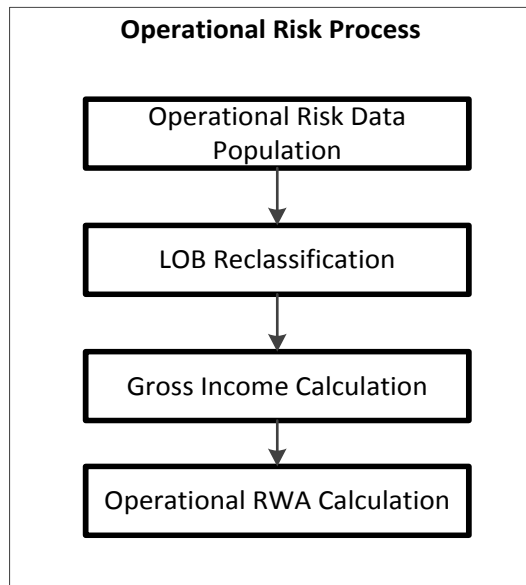 Operational Risk Process
Operational Risk Data
Population
LOB Reclassification
Gross Income Calculation
Operational RWA Calculation